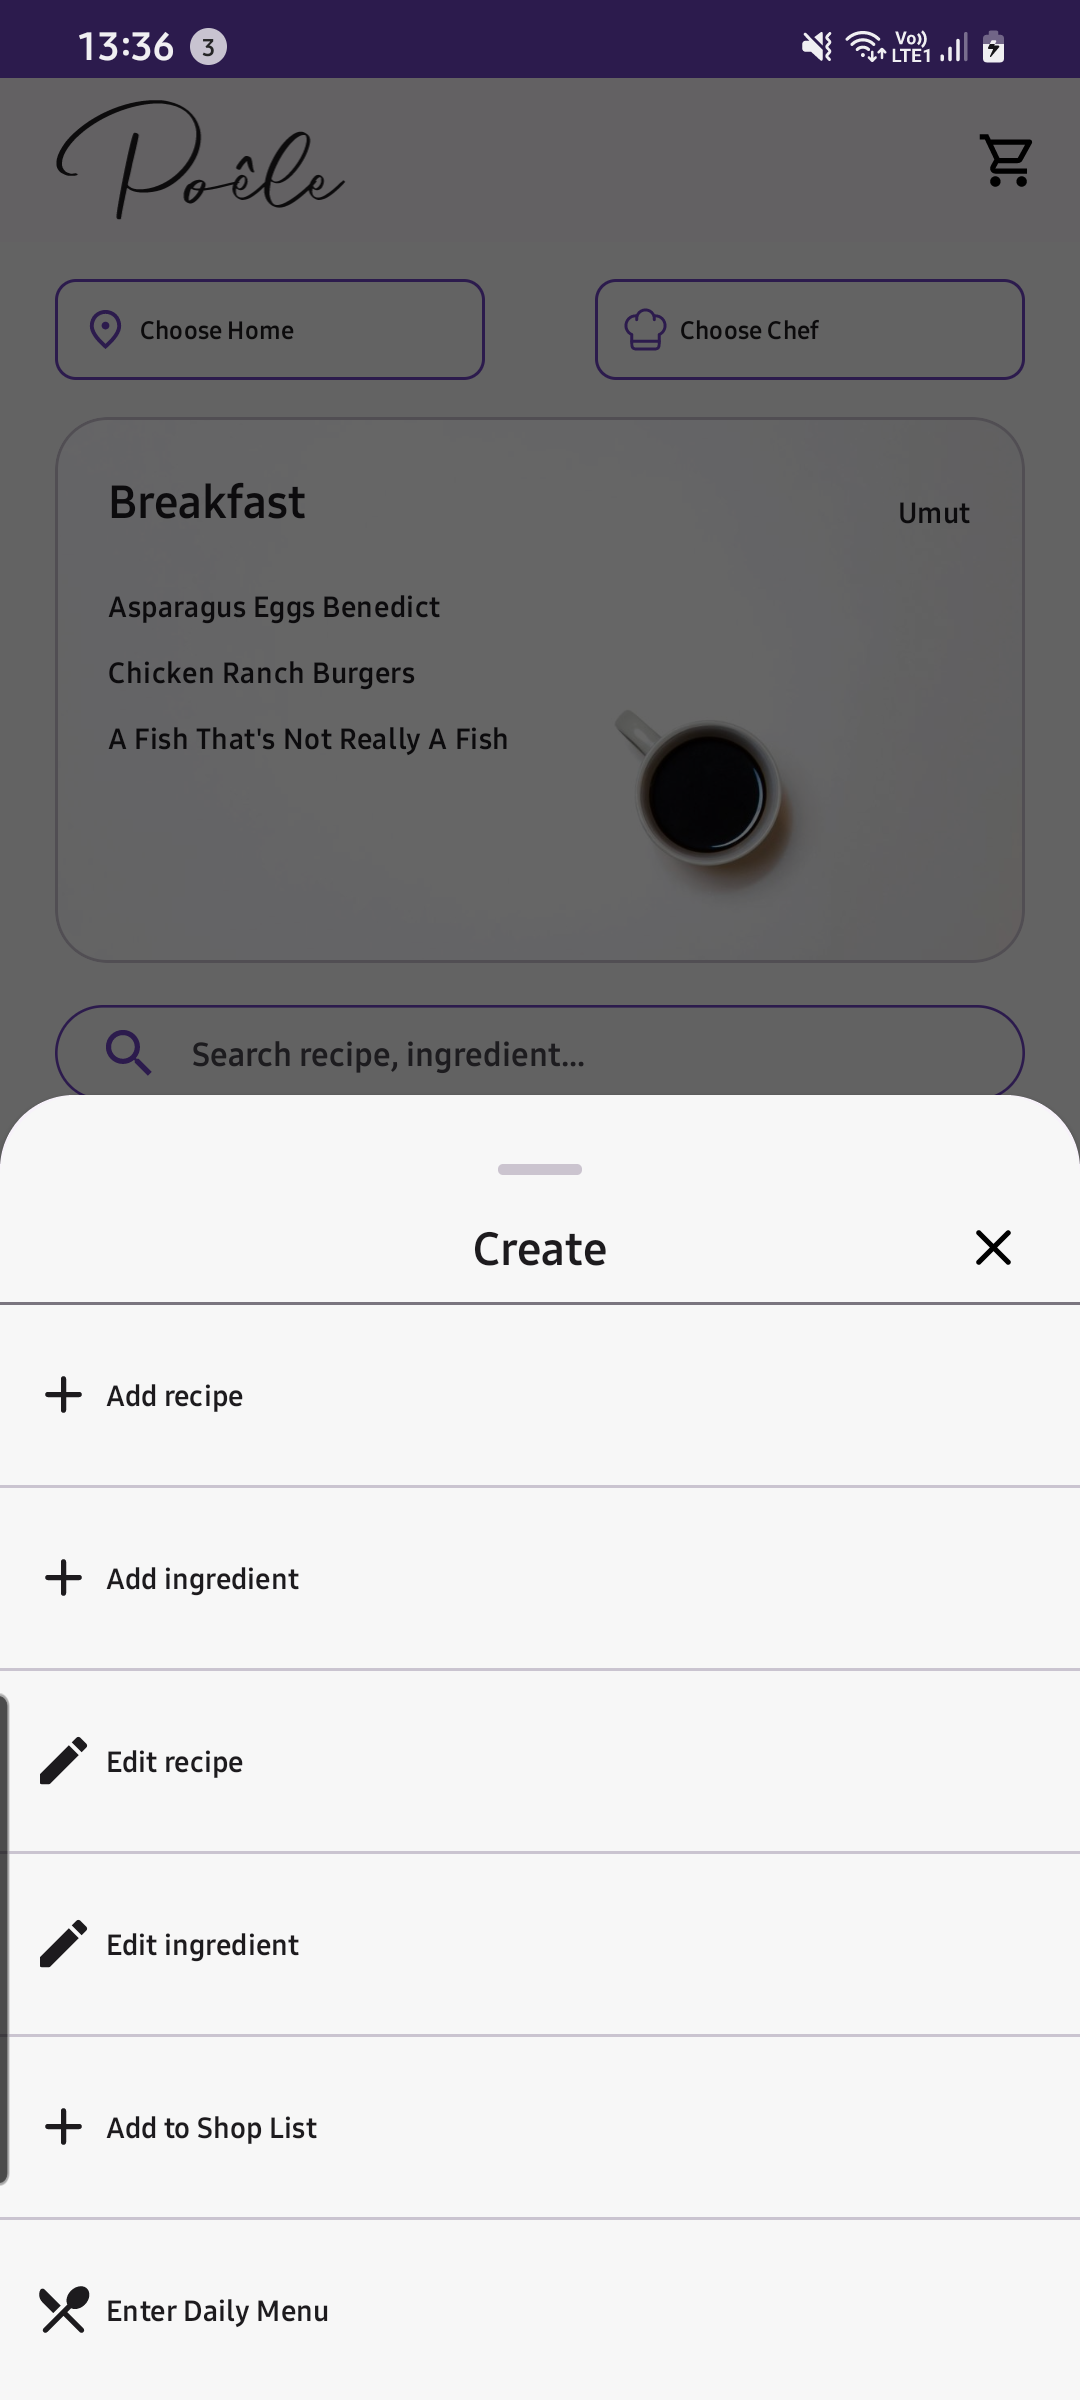 13:36 3 Vo)) LTE1
Poêle
Choose Home
Choose Chef
Breakfast
Umut
Asparagus Eggs Benedict
Chicken Ranch Burgers
A Fish That's Not Really A Fish
Search recipe, ingredient...
Create
Add recipe
Add ingredient
Edit recipe
Edit ingredient
Add to Shop List
Enter Daily Menu